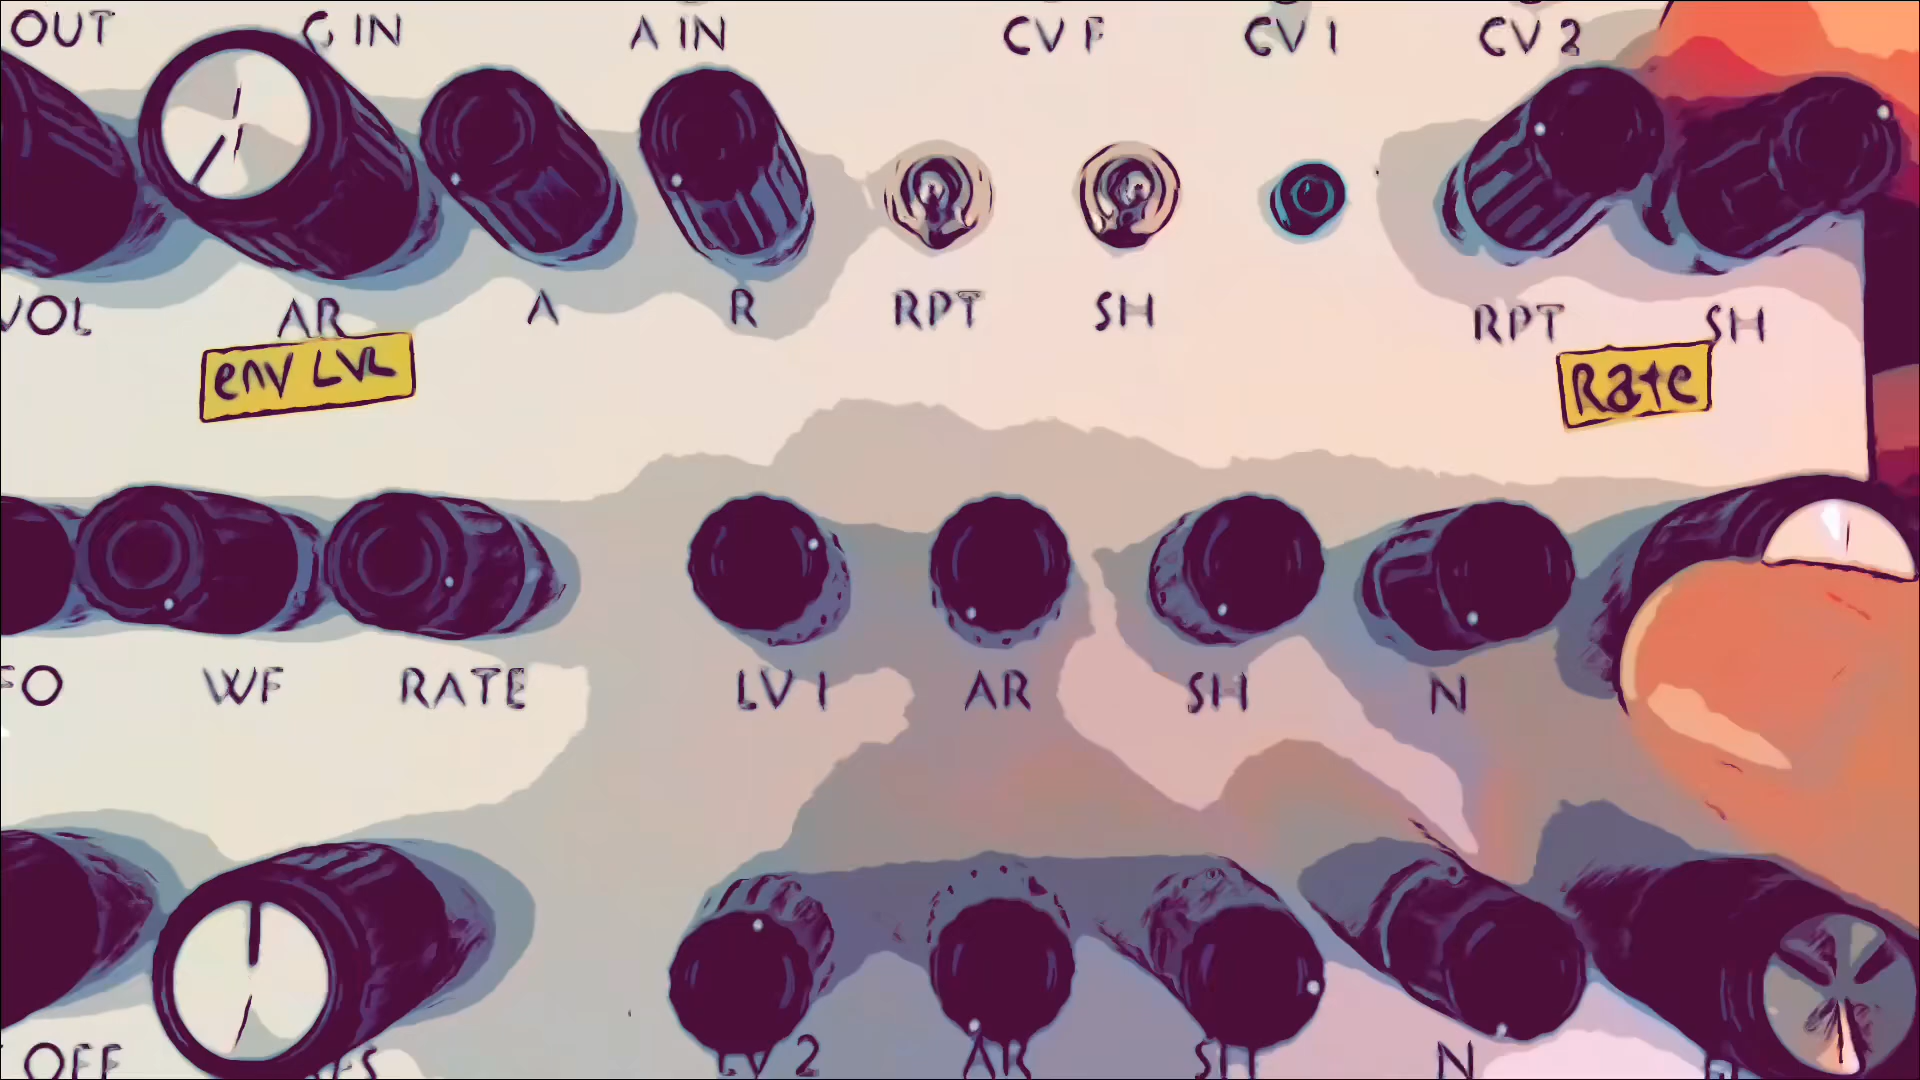 OUT G IN A IN CV F CV 1 CV 2
VOL AR A R RPT SH RPT SH
env LVL Rate
WF RATE LV 1 AR SH N
OFF LV 2 AR SH N